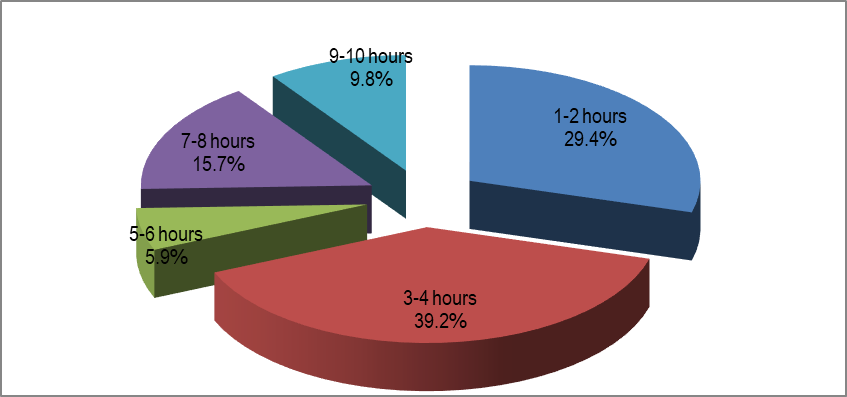 9-10 hours
9.8%
1-2 hours
29.4%
7-8 hours
15.7%
5-6 hours
5.9%
3-4 hours
39.2%